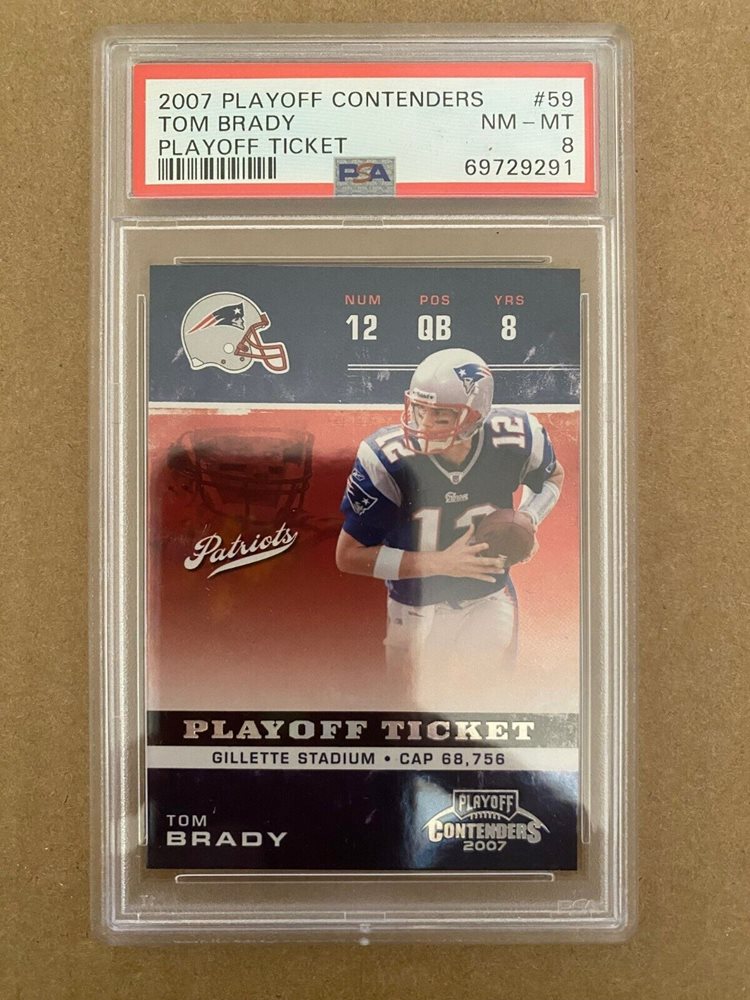 2007 PLAYOFF CONTENDERS #59
TOM BRADY NM – MT
PLAYOFF TICKET 8
PSA 69729291
NUM POS YRS
12 QB 8
12
12
12
Patriots
PLAYOFF TICKET
GILLETTE STADIUM • CAP 68,756
TOM
BRADY
PLAYOFF
CONTENDERS
2007
PSA